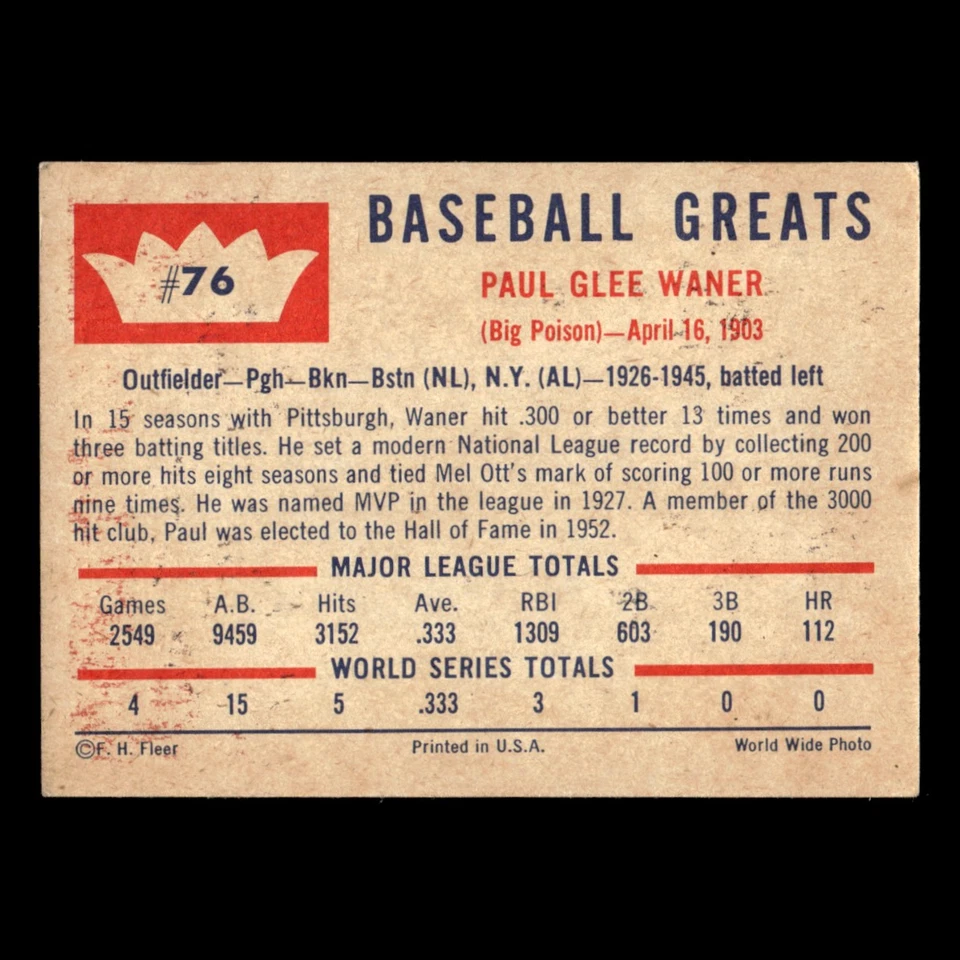 #76
BASEBALL GREATS
PAUL GLEE WANER
(Big Poison)—April 16, 1903
Outfielder—Pgh—Bkn—Bstn (NL), N.Y. (AL)—1926-1945, batted left
In 15 seasons with Pittsburgh, Waner hit .300 or better 13 times and won
three batting titles. He set a modern National League record by collecting 200
or more hits eight seasons and tied Mel Ott's mark of scoring 100 or more runs
nine times. He was named MVP in the league in 1927. A member of the 3000
hit club, Paul was elected to the Hall of Fame in 1952.
MAJOR LEAGUE TOTALS
Games A.B. Hits Ave. RBI 2B 3B HR
2549 9459 3152 .333 1309 603 190 112
WORLD SERIES TOTALS
4 15 5 .333 3 1 0 0
©F. H. Fleer Printed in U.S.A. World Wide Photo